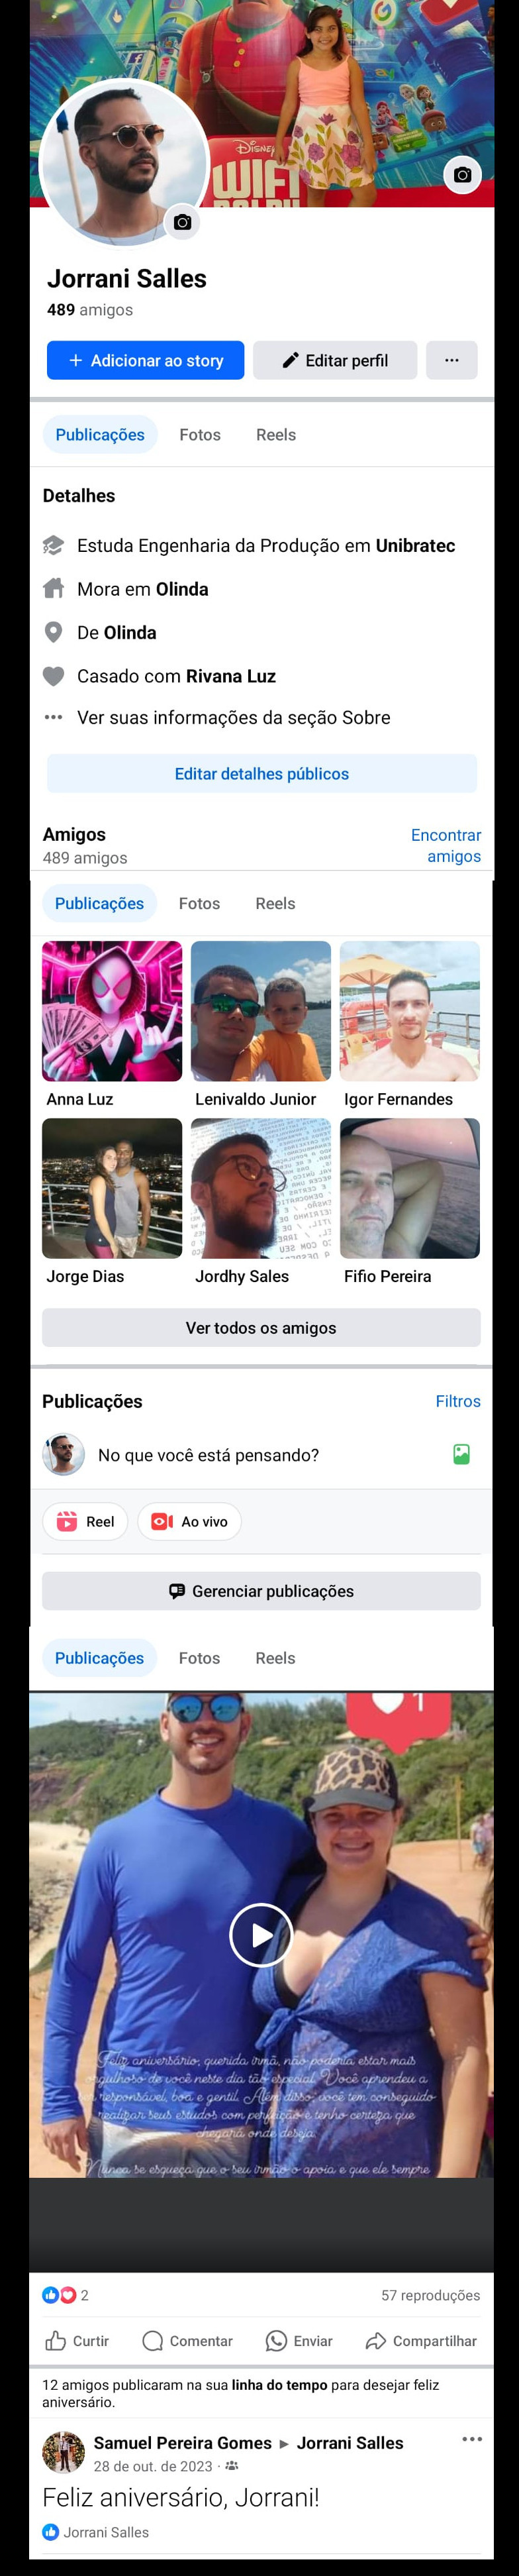 Disney
WIFI
RALPH
Jorrani Salles
489 amigos
+ Adicionar ao story
Editar perfil
Publicações
Fotos
Reels
Detalhes
Estuda Engenharia da Produção em Unibratec
Mora em Olinda
De Olinda
Casado com Rivana Luz
Ver suas informações da seção Sobre
Editar detalhes públicos
Amigos
Encontrar
amigos
489 amigos
Publicações
Fotos
Reels
Anna Luz
Lenivaldo Junior
Igor Fernandes
Jorge Dias
Jordhy Sales
Fifio Pereira
Ver todos os amigos
Publicações
Filtros
No que você está pensando?
Reel
Ao vivo
Gerenciar publicações
Publicações
Fotos
Reels
1
Feliz aniversário, querida irmã, não poderia estar mais
orgulhoso de você neste dia tão especial. Você aprendeu a
ser responsável, boa e gentil. Além disso, você tem conseguido
realizar seus estudos com perfeição e tenho certeza que
chegará onde deseja.
Nunca se esqueça que o seu irmão o apoia e que ele sempre
2
57 reproduções
Curtir
Comentar
Enviar
Compartilhar
12 amigos publicaram na sua linha do tempo para desejar feliz
aniversário.
Samuel Pereira Gomes ▸ Jorrani Salles
28 de out. de 2023 ·
Feliz aniversário, Jorrani!
Jorrani Salles